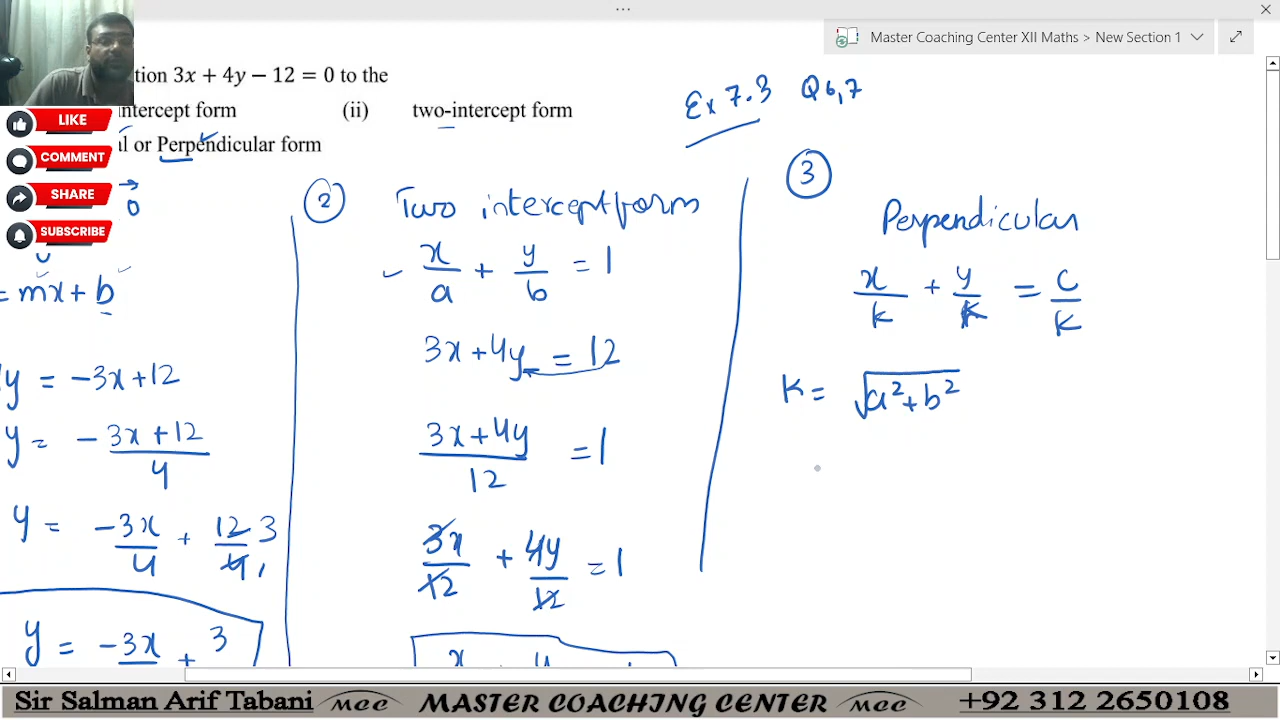 Master Coaching Center XII Maths > New Section 1
tion 3x + 4y − 12 = 0 to the
ntercept form (ii) two-intercept form
l or Perpendicular form
LIKE
COMMENT
SHARE
SUBSCRIBE
Ex 7.3 Q6,7
0
= mx + b
y = -3x+12
y = -3x+12 / 4
y = -3x/4 + 12/4 3
y = -3x + 3
2 Two intercept form
x/a + y/b = 1
3x+4y = 12
3x+4y / 12 = 1
3x/12 + 4y/12 = 1
3 Perpendicular
x/k + y/k = c/k
K = √a²+b²
Sir Salman Arif Tabani mcc MASTER COACHING CENTER mcc +92 312 2650108